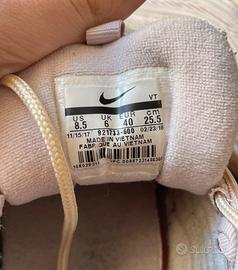 VT
US UK EUR cm
8.5 6 40 25.5
11/15/17 921733-600 02/23/18
MADE IN VIETNAM
FABRIQUE AU VIETNAM
SUBITO